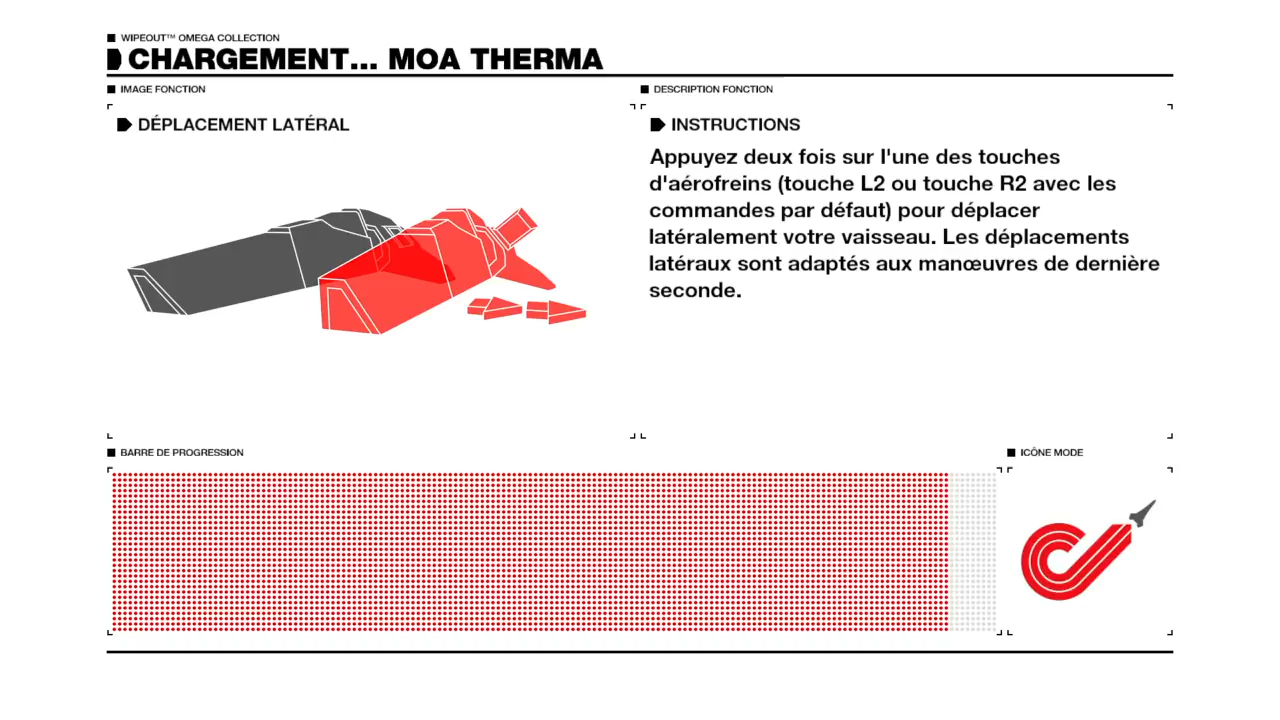 WIPEOUT™ OMEGA COLLECTION
CHARGEMENT... MOA THERMA
IMAGE FONCTION
DÉPLACEMENT LATÉRAL
DESCRIPTION FONCTION
INSTRUCTIONS
Appuyez deux fois sur l'une des touches
d'aérofreins (touche L2 ou touche R2 avec les
commandes par défaut) pour déplacer
latéralement votre vaisseau. Les déplacements
latéraux sont adaptés aux manœuvres de dernière
seconde.
BARRE DE PROGRESSION
ICÔNE MODE